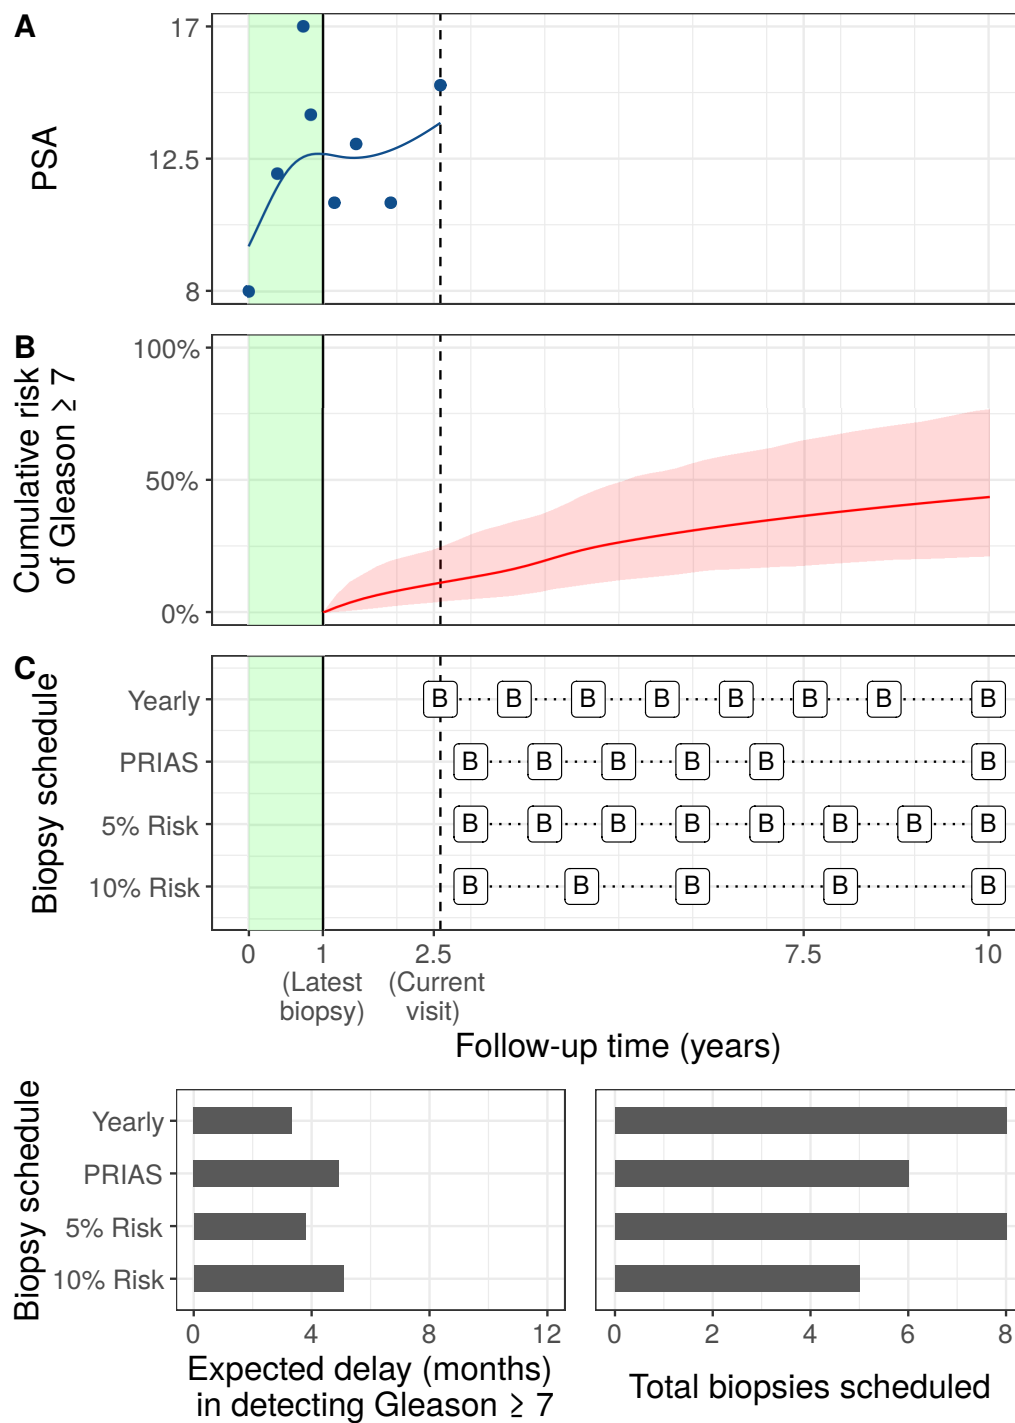 A
PSA
17
12.5
8
B
Cumulative risk
of Gleason ≥ 7
100%
50%
0%
C
Biopsy schedule
Yearly B B B B B B B B
PRIAS B B B B B B
5% Risk B B B B B B B B
10% Risk B B B B B
0 1 2.5 7.5 10
(Latest (Current
biopsy) visit)
Follow-up time (years)
Biopsy schedule
Yearly
PRIAS
5% Risk
10% Risk
0 4 8 12
Expected delay (months)
in detecting Gleason ≥ 7
0 2 4 6 8
Total biopsies scheduled